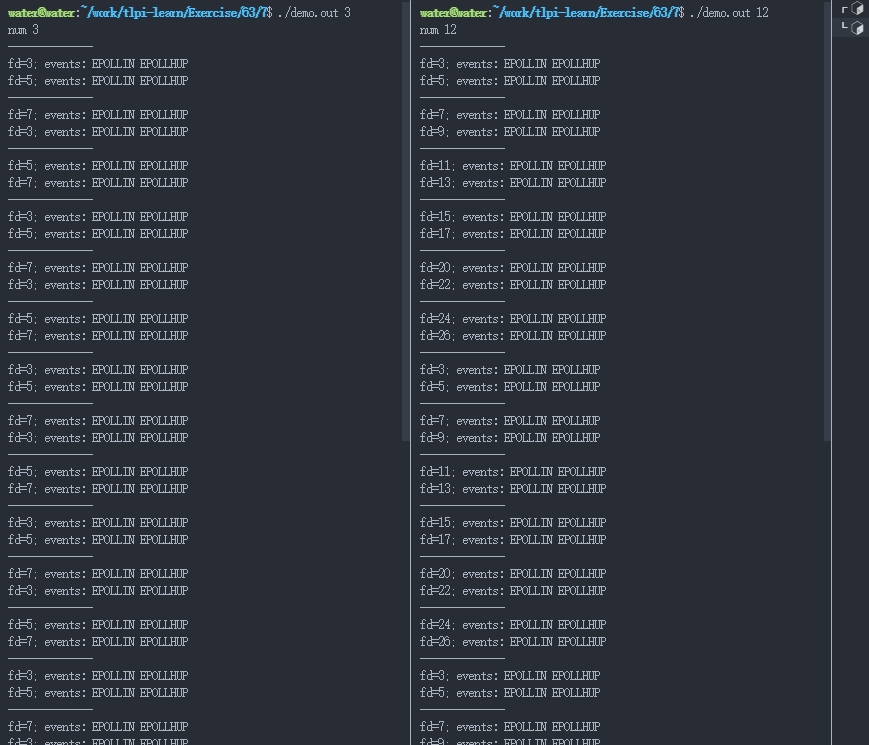 water@water:~/work/tlpi-learn/Exercise/63/7$ ./demo.out 3
num 3
--------------
fd=3; events: EPOLLIN EPOLLHUP
fd=5; events: EPOLLIN EPOLLHUP
--------------
fd=7; events: EPOLLIN EPOLLHUP
fd=3; events: EPOLLIN EPOLLHUP
--------------
fd=5; events: EPOLLIN EPOLLHUP
fd=7; events: EPOLLIN EPOLLHUP
--------------
fd=3; events: EPOLLIN EPOLLHUP
fd=5; events: EPOLLIN EPOLLHUP
--------------
fd=7; events: EPOLLIN EPOLLHUP
fd=3; events: EPOLLIN EPOLLHUP
--------------
fd=5; events: EPOLLIN EPOLLHUP
fd=7; events: EPOLLIN EPOLLHUP
--------------
fd=3; events: EPOLLIN EPOLLHUP
fd=5; events: EPOLLIN EPOLLHUP
--------------
fd=7; events: EPOLLIN EPOLLHUP
fd=3; events: EPOLLIN EPOLLHUP
--------------
fd=5; events: EPOLLIN EPOLLHUP
fd=7; events: EPOLLIN EPOLLHUP
--------------
fd=3; events: EPOLLIN EPOLLHUP
fd=5; events: EPOLLIN EPOLLHUP
--------------
fd=7; events: EPOLLIN EPOLLHUP
fd=3; events: EPOLLIN EPOLLHUP
--------------
fd=5; events: EPOLLIN EPOLLHUP
fd=7; events: EPOLLIN EPOLLHUP
--------------
fd=3; events: EPOLLIN EPOLLHUP
fd=5; events: EPOLLIN EPOLLHUP
--------------
fd=7; events: EPOLLIN EPOLLHUP
fd=3; events: EPOLLIN EPOLLHUP
water@water:~/work/tlpi-learn/Exercise/63/7$ ./demo.out 12
num 12
--------------
fd=3; events: EPOLLIN EPOLLHUP
fd=5; events: EPOLLIN EPOLLHUP
--------------
fd=7; events: EPOLLIN EPOLLHUP
fd=9; events: EPOLLIN EPOLLHUP
--------------
fd=11; events: EPOLLIN EPOLLHUP
fd=13; events: EPOLLIN EPOLLHUP
--------------
fd=15; events: EPOLLIN EPOLLHUP
fd=17; events: EPOLLIN EPOLLHUP
--------------
fd=20; events: EPOLLIN EPOLLHUP
fd=22; events: EPOLLIN EPOLLHUP
--------------
fd=24; events: EPOLLIN EPOLLHUP
fd=26; events: EPOLLIN EPOLLHUP
--------------
fd=3; events: EPOLLIN EPOLLHUP
fd=5; events: EPOLLIN EPOLLHUP
--------------
fd=7; events: EPOLLIN EPOLLHUP
fd=9; events: EPOLLIN EPOLLHUP
--------------
fd=11; events: EPOLLIN EPOLLHUP
fd=13; events: EPOLLIN EPOLLHUP
--------------
fd=15; events: EPOLLIN EPOLLHUP
fd=17; events: EPOLLIN EPOLLHUP
--------------
fd=20; events: EPOLLIN EPOLLHUP
fd=22; events: EPOLLIN EPOLLHUP
--------------
fd=24; events: EPOLLIN EPOLLHUP
fd=26; events: EPOLLIN EPOLLHUP
--------------
fd=3; events: EPOLLIN EPOLLHUP
fd=5; events: EPOLLIN EPOLLHUP
--------------
fd=7; events: EPOLLIN EPOLLHUP
fd=9; events: EPOLLIN EPOLLHUP